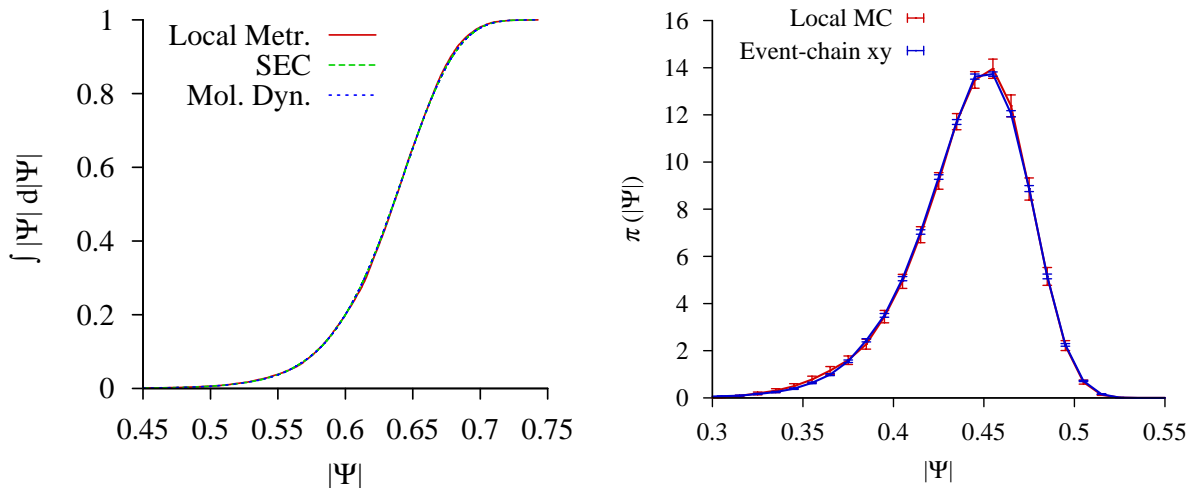 Local Metr.
SEC
Mol. Dyn.
1
0.8
0.6
0.4
0.2
0
0.45 0.5 0.55 0.6 0.65 0.7 0.75
∫ |Ψ| d|Ψ|
|Ψ|
Local MC
Event-chain xy
16
14
12
10
8
6
4
2
0
0.3 0.35 0.4 0.45 0.5 0.55
π (|Ψ|)
|Ψ|